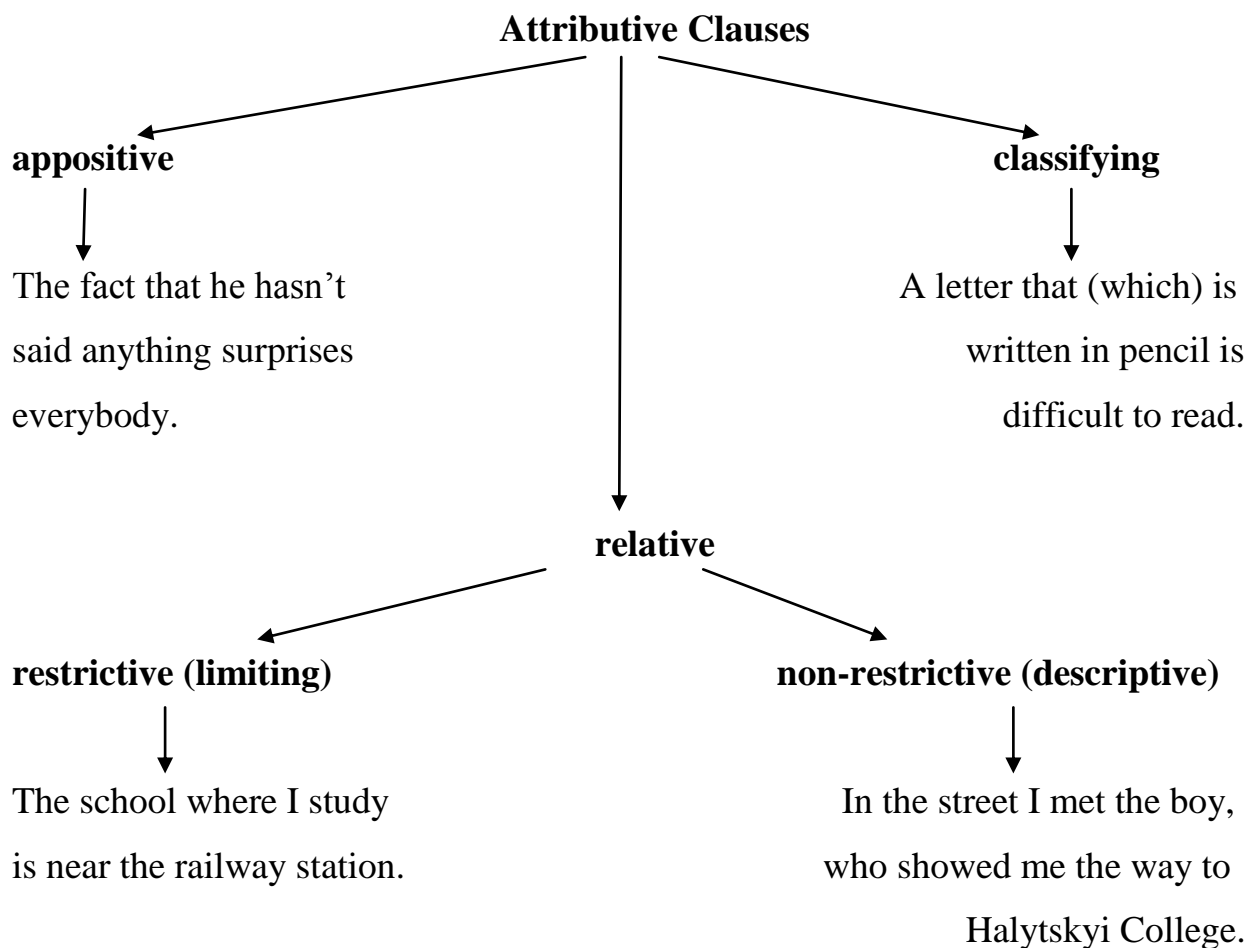 Attributive Clauses
appositive
classifying
The fact that he hasn’t
said anything surprises
everybody.
A letter that (which) is
written in pencil is
difficult to read.
relative
restrictive (limiting)
non-restrictive (descriptive)
The school where I study
is near the railway station.
In the street I met the boy,
who showed me the way to
Halytskyi College.